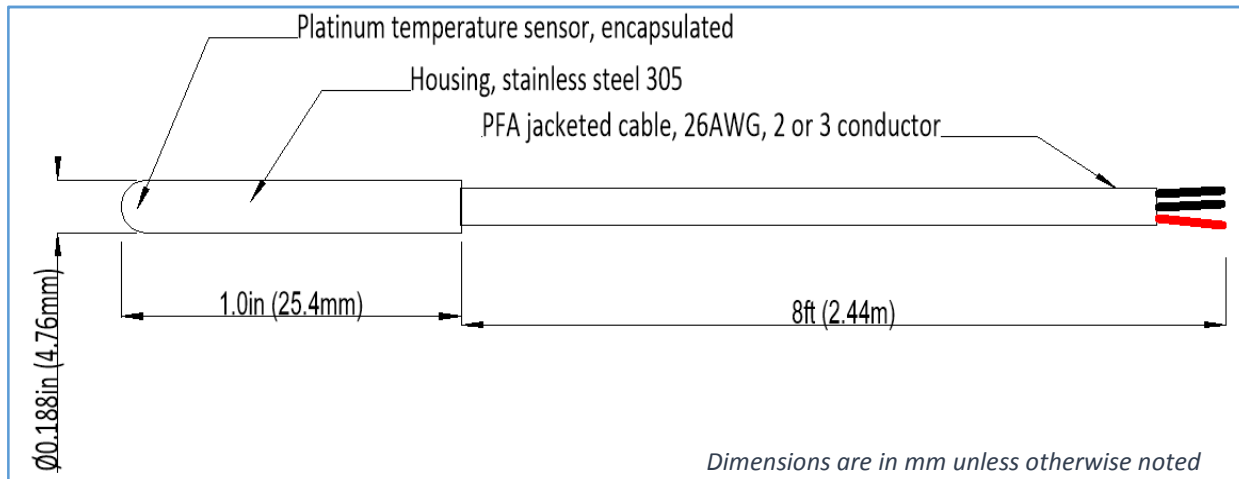 Platinum temperature sensor, encapsulated
Housing, stainless steel 305
PFA jacketed cable, 26AWG, 2 or 3 conductor
Ø0.188in (4.76mm)
1.0in (25.4mm)
8ft (2.44m)
Dimensions are in mm unless otherwise noted